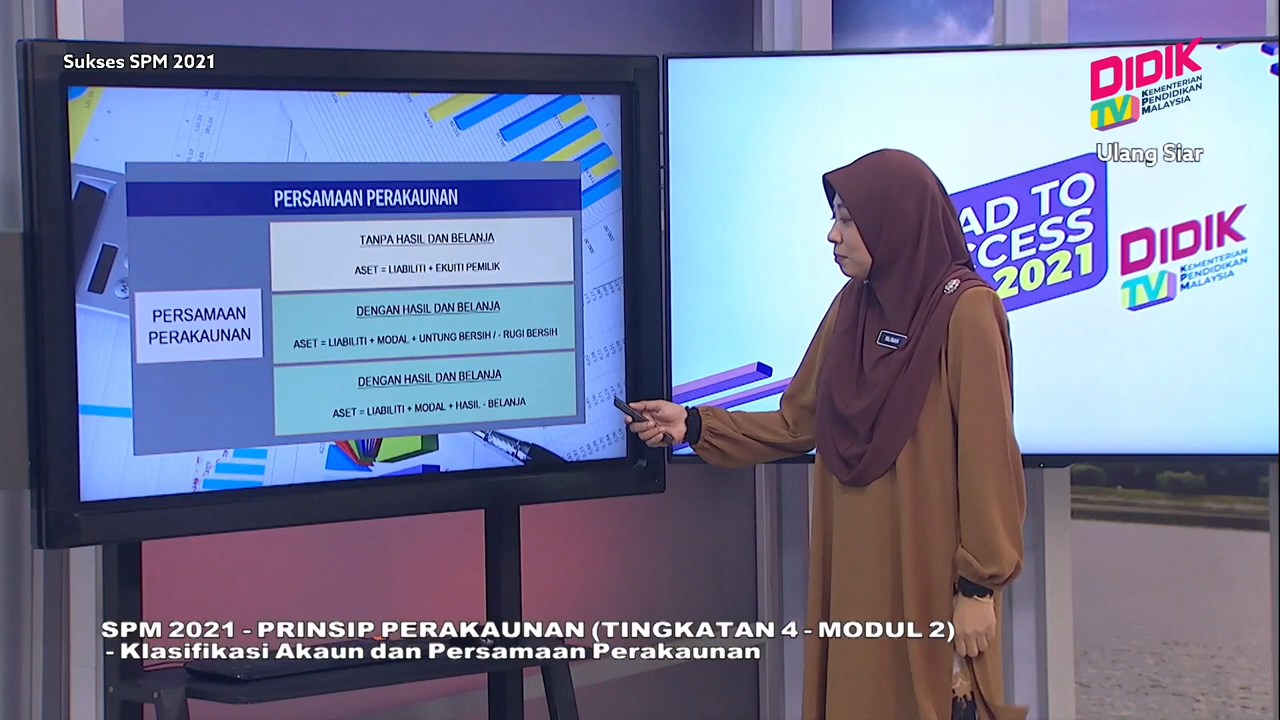 Sukses SPM 2021
DIDIK
TV
KEMENTERIAN
PENDIDIKAN
MALAYSIA
Ulang Siar
PERSAMAAN PERAKAUNAN
PERSAMAAN
PERAKAUNAN
TANPA HASIL DAN BELANJA
ASET = LIABILITI + EKUITI PEMILIK
DENGAN HASIL DAN BELANJA
ASET = LIABILITI + MODAL + UNTUNG BERSIH / - RUGI BERSIH
DENGAN HASIL DAN BELANJA
ASET = LIABILITI + MODAL + HASIL - BELANJA
AD TO
CCESS
2021
DIDIK
TV
KEMENTERIAN
PENDIDIKAN
MALAYSIA
SPM 2021 - PRINSIP PERAKAUNAN (TINGKATAN 4 - MODUL 2)
- Klasifikasi Akaun dan Persamaan Perakaunan